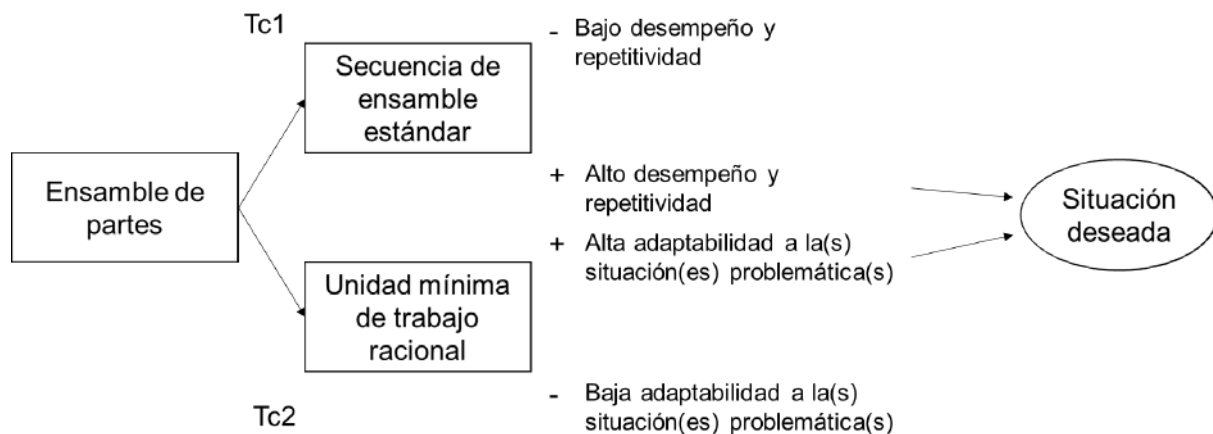 Tc1
- Bajo desempeño y
repetitividad
Secuencia de
ensamble
estándar
Ensamble de
partes
+ Alto desempeño y
repetitividad
+ Alta adaptabilidad a la(s)
situación(es) problemática(s)
Situación
deseada
Unidad mínima
de trabajo
racional
- Baja adaptabilidad a la(s)
situación(es) problemática(s)
Tc2